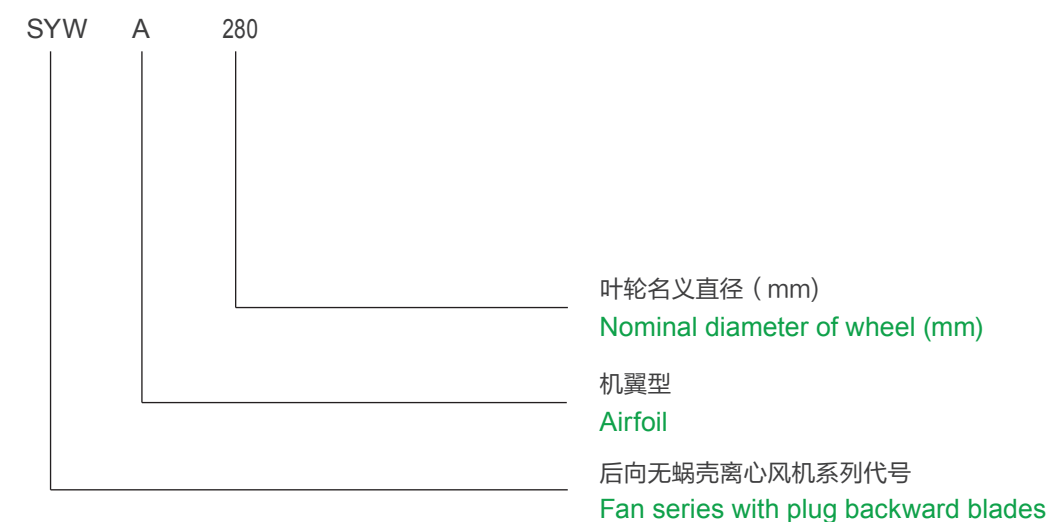 SYW A 280
叶轮名义直径（mm)
Nominal diameter of wheel (mm)
机翼型
Airfoil
后向无蜗壳离心风机系列代号
Fan series with plug backward blades